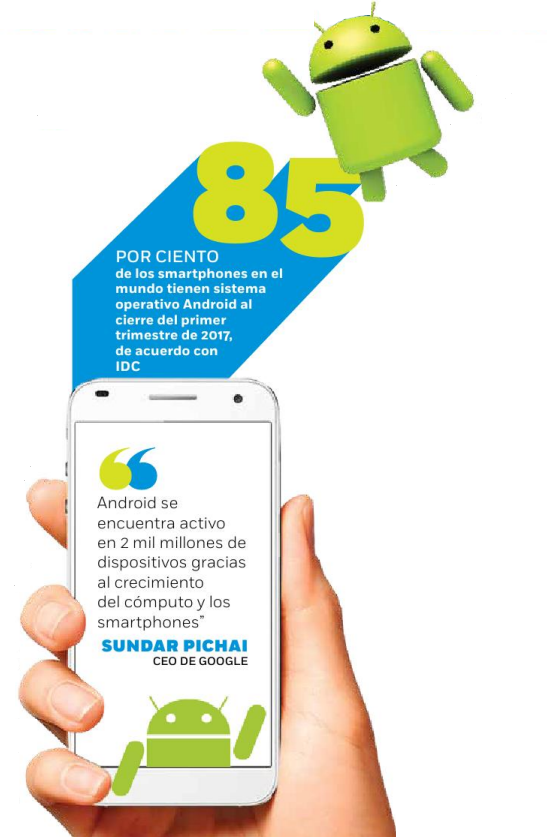 85
POR CIENTO
de los smartphones en el
mundo tienen sistema
operativo Android al
cierre del primer
trimestre de 2017,
de acuerdo con
IDC
Android se
encuentra activo
en 2 mil millones de
dispositivos gracias
al crecimiento
del cómputo y los
smartphones”
SUNDAR PICHAI
CEO DE GOOGLE